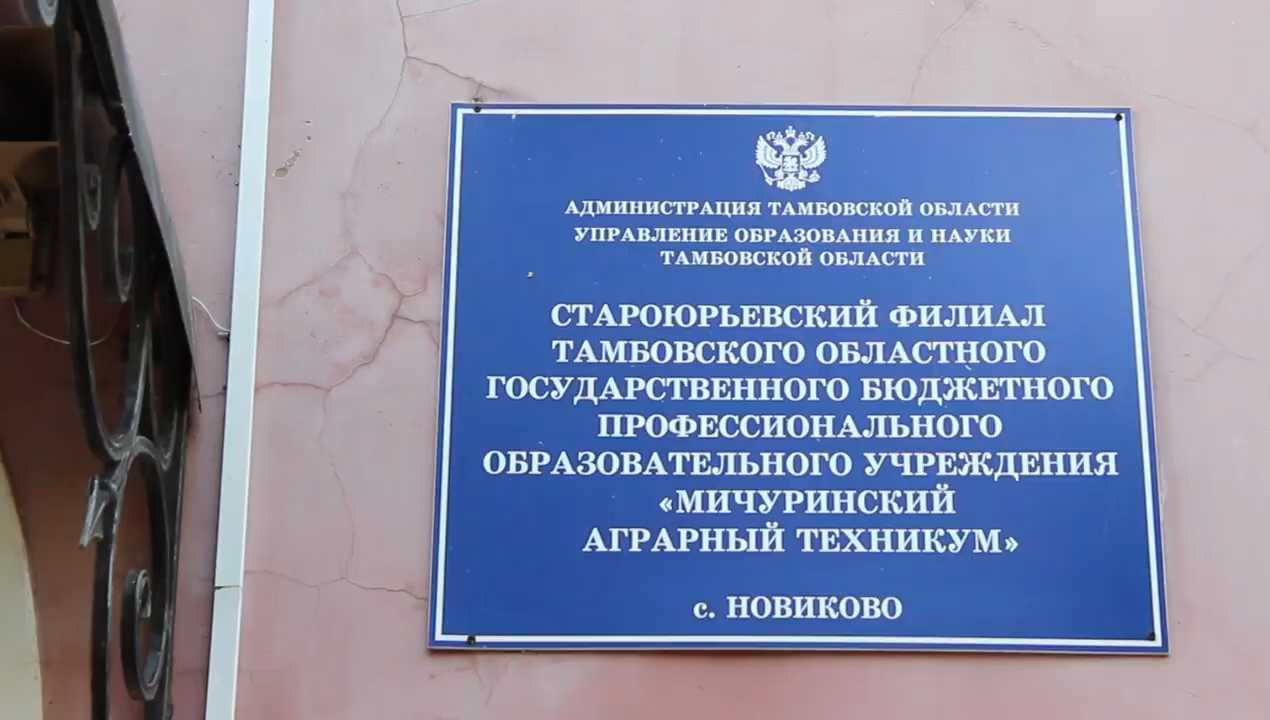 АДМИНИСТРАЦИЯ ТАМБОВСКОЙ ОБЛАСТИ
УПРАВЛЕНИЕ ОБРАЗОВАНИЯ И НАУКИ
ТАМБОВСКОЙ ОБЛАСТИ
СТАРОЮРЬЕВСКИЙ ФИЛИАЛ
ТАМБОВСКОГО ОБЛАСТНОГО
ГОСУДАРСТВЕННОГО БЮДЖЕТНОГО
ПРОФЕССИОНАЛЬНОГО
ОБРАЗОВАТЕЛЬНОГО УЧРЕЖДЕНИЯ
«МИЧУРИНСКИЙ
АГРАРНЫЙ ТЕХНИКУМ»
с. НОВИКОВО